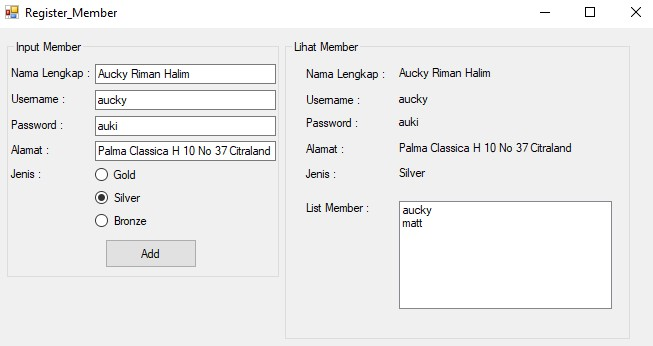 Register_Member
Input Member
Nama Lengkap : Aucky Riman Halim
Username : aucky
Password : auki
Alamat : Palma Classica H 10 No 37 Citraland
Jenis : Gold
Silver
Bronze
Add
Lihat Member
Nama Lengkap : Aucky Riman Halim
Username : aucky
Password : auki
Alamat : Palma Classica H 10 No 37 Citraland
Jenis : Silver
List Member : aucky
matt